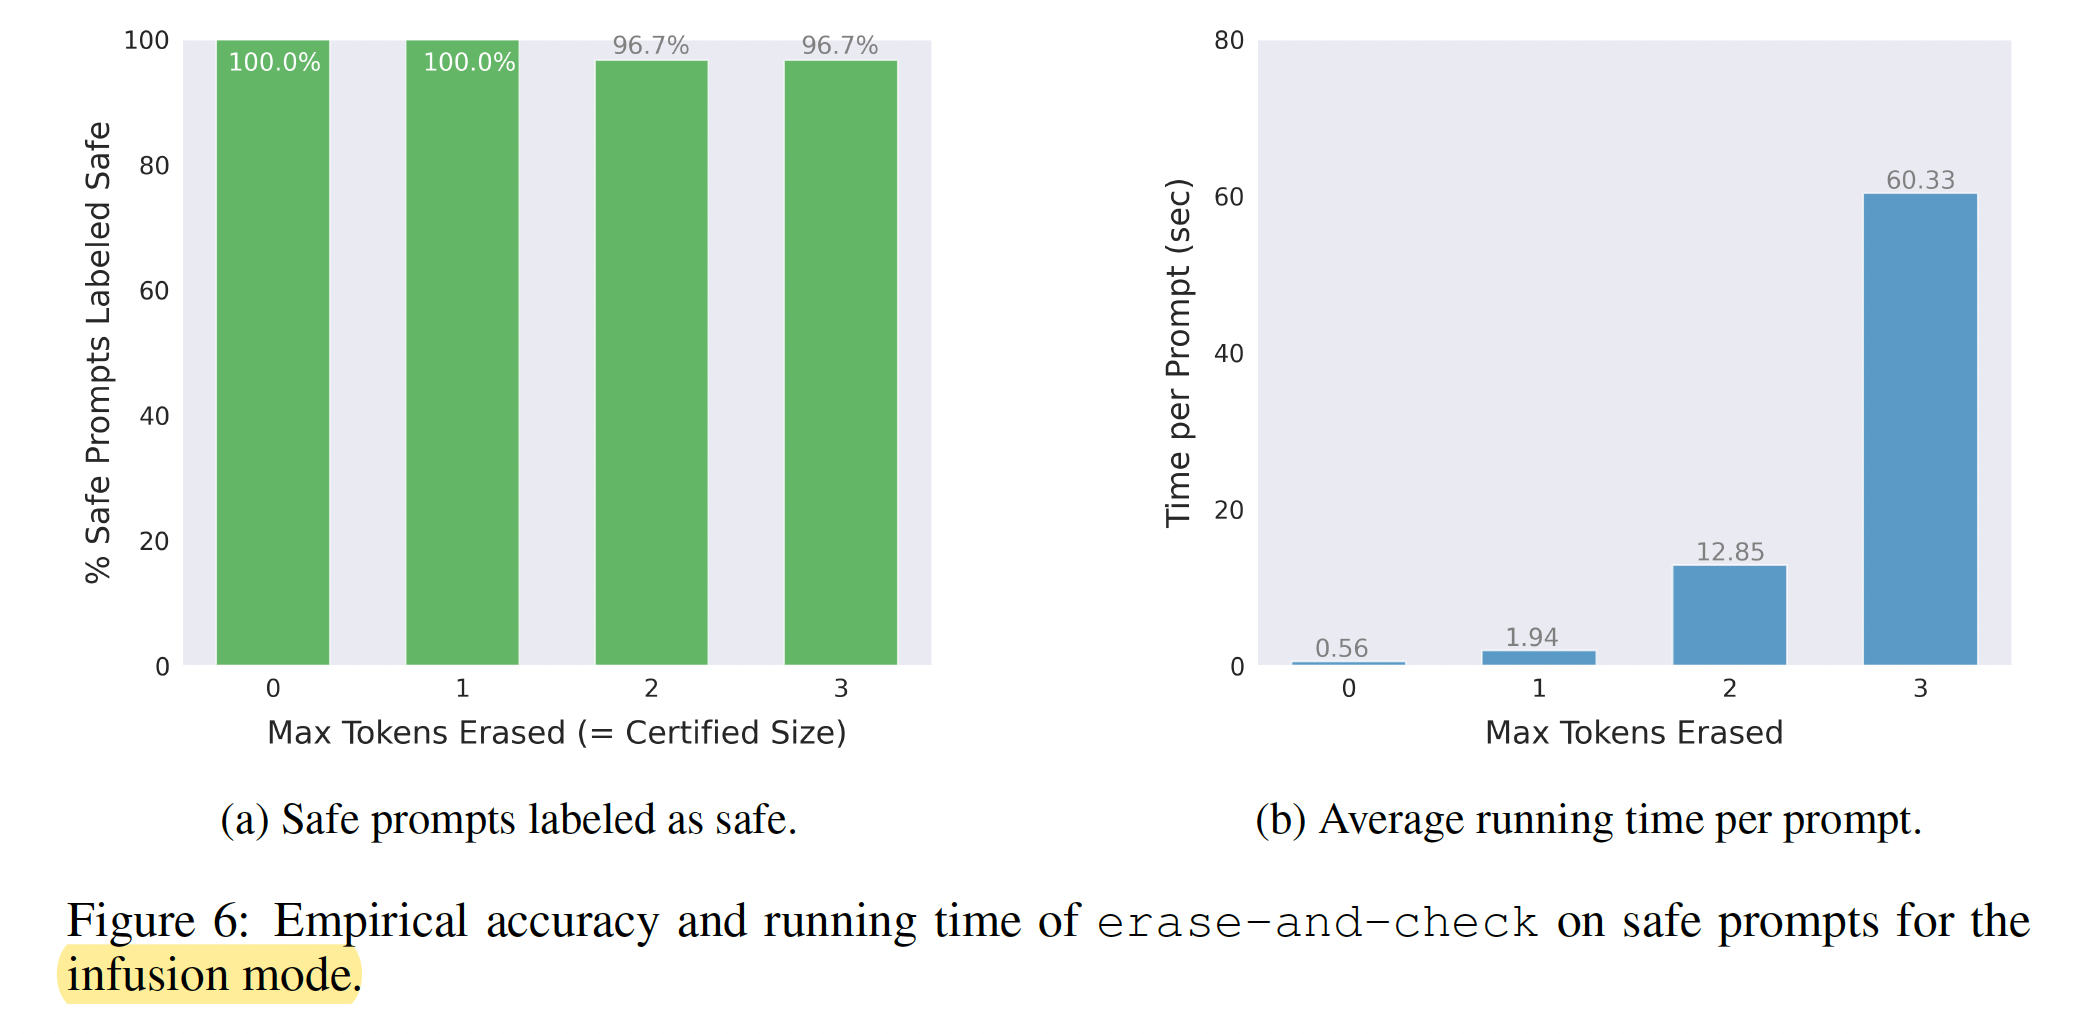 100
80
60
40
20
0
% Safe Prompts Labeled Safe
100.0%
100.0%
96.7%
96.7%
0 1 2 3
Max Tokens Erased (= Certified Size)
(a) Safe prompts labeled as safe.
80
60
40
20
0
Time per Prompt (sec)
0.56
1.94
12.85
60.33
0 1 2 3
Max Tokens Erased
(b) Average running time per prompt.
Figure 6: Empirical accuracy and running time of erase-and-check on safe prompts for the
infusion mode.